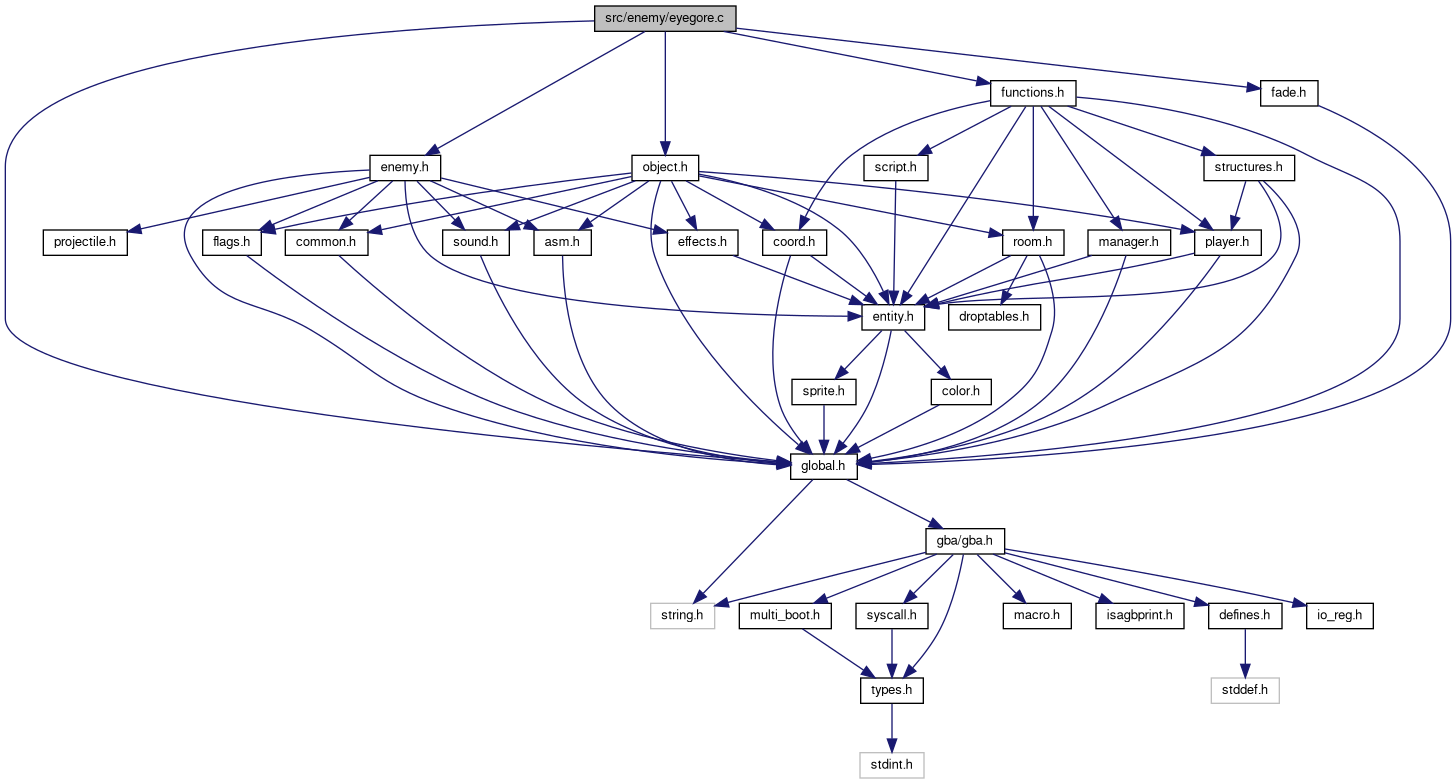 src/enemy/eyegore.c
functions.h
fade.h
enemy.h
object.h
script.h
structures.h
projectile.h
flags.h
common.h
sound.h
asm.h
effects.h
coord.h
room.h
manager.h
player.h
entity.h
droptables.h
sprite.h
color.h
global.h
gba/gba.h
string.h
multi_boot.h
syscall.h
macro.h
isagbprint.h
defines.h
io_reg.h
types.h
stddef.h
stdint.h